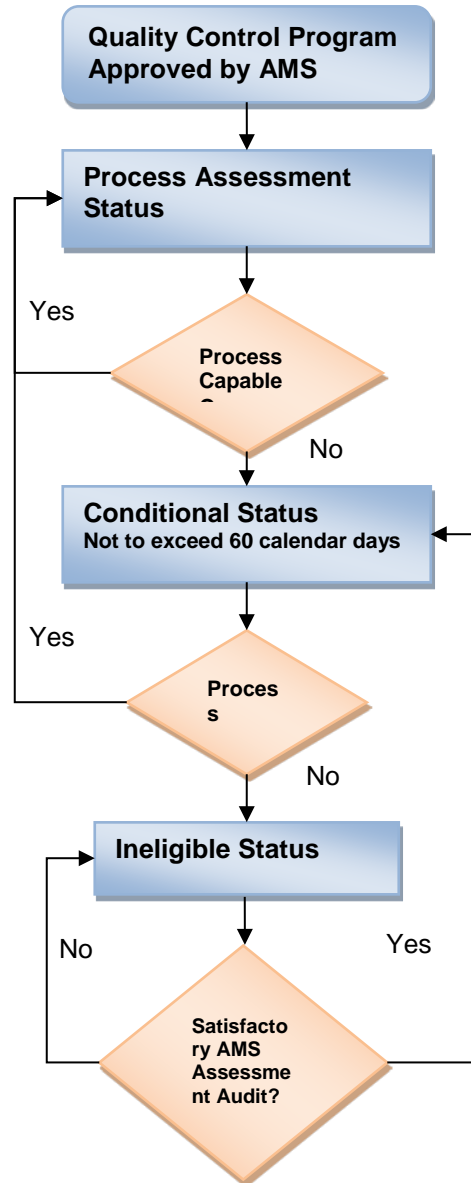 Quality Control Program
Approved by AMS
Process Assessment
Status
Yes
Process
Capable
No
Conditional Status
Not to exceed 60 calendar days
Yes
Proces
s
No
Ineligible Status
No
Yes
Satisfacto
ry AMS
Assessme
nt Audit?